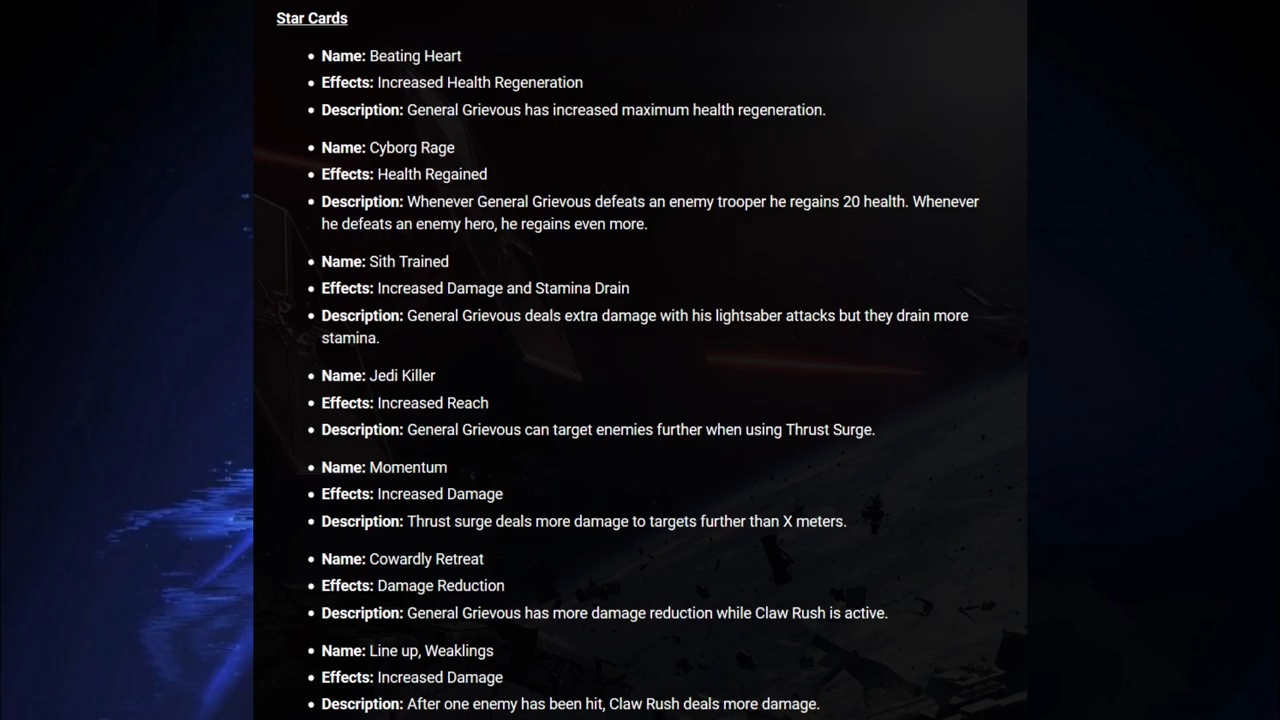 Star Cards
• Name: Beating Heart
• Effects: Increased Health Regeneration
• Description: General Grievous has increased maximum health regeneration.
• Name: Cyborg Rage
• Effects: Health Regained
• Description: Whenever General Grievous defeats an enemy trooper he regains 20 health. Whenever
he defeats an enemy hero, he regains even more.
• Name: Sith Trained
• Effects: Increased Damage and Stamina Drain
• Description: General Grievous deals extra damage with his lightsaber attacks but they drain more
stamina.
• Name: Jedi Killer
• Effects: Increased Reach
• Description: General Grievous can target enemies further when using Thrust Surge.
• Name: Momentum
• Effects: Increased Damage
• Description: Thrust surge deals more damage to targets further than X meters.
• Name: Cowardly Retreat
• Effects: Damage Reduction
• Description: General Grievous has more damage reduction while Claw Rush is active.
• Name: Line up, Weaklings
• Effects: Increased Damage
• Description: After one enemy has been hit, Claw Rush deals more damage.